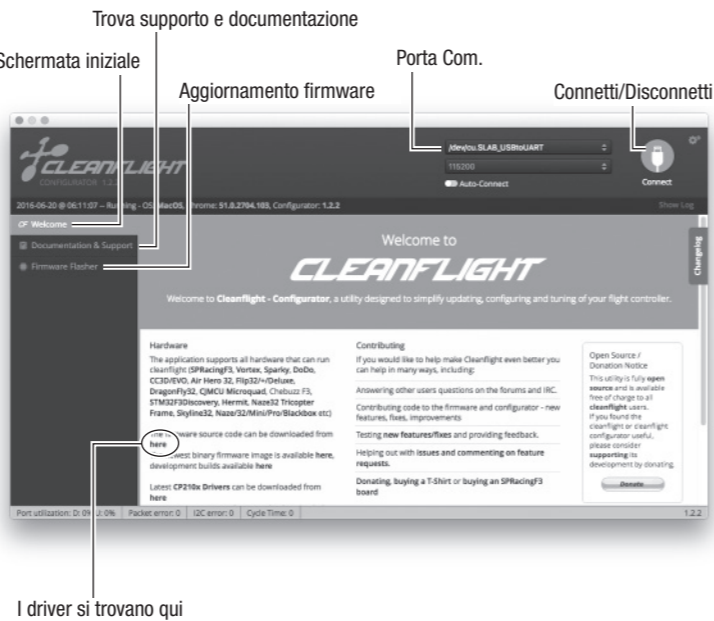 Trova supporto e documentazione
Schermata iniziale
Porta Com.
Aggiornamento firmware
Connetti/Disconnetti
CLEANFLIGHT
CONFIGURATOR 1.2.2
/dev/cu.SLAB_USBtoUART
115200
Auto-Connect
Connect
2016-06-20 @ 06:11:07 -- Running - OS: MacOS, Chrome: 51.0.2704.103, Configurator: 1.2.2
Show Log
Welcome
Documentation & Support
Firmware Flasher
Changelog
Welcome to
CLEANFLIGHT
Welcome to Cleanflight - Configurator, a utility designed to simplify updating, configuring and tuning of your flight controller.
Hardware
The application supports all hardware that can run
cleanflight (SPRacingF3, Vortex, Sparky, DoDo,
CC3D/EVO, Air Hero 32, Flip32/+/Deluxe,
DragonFly32, CJMCU Microquad, Chebuzz F3,
STM32F3Discovery, Hermit, Naze32 Tricopter
Frame, Skyline32, Naze/32/Mini/Pro/Blackbox etc)
The firmware source code can be downloaded from
here
newest binary firmware image is available here,
development builds available here
Latest CP210x Drivers can be downloaded from
here
Contributing
If you would like to help make Cleanflight even better you
can help in many ways, including:
Answering other users questions on the forums and IRC.
Contributing code to the firmware and configurator - new
features, fixes, improvements
Testing new features/fixes and providing feedback.
Helping out with issues and commenting on feature
requests.
Donating, buying a T-Shirt or buying an SPRacingF3
board
Open Source /
Donation Notice
This utility is fully open
source and is available
free of charge to all
cleanflight users.
If you found the
cleanflight or cleanflight
configurator useful,
please consider
supporting its
development by donating.
Donate
Port utilization: D: 0% U: 0%
Packet error: 0
I2C error: 0
Cycle Time: 0
1.2.2
I driver si trovano qui